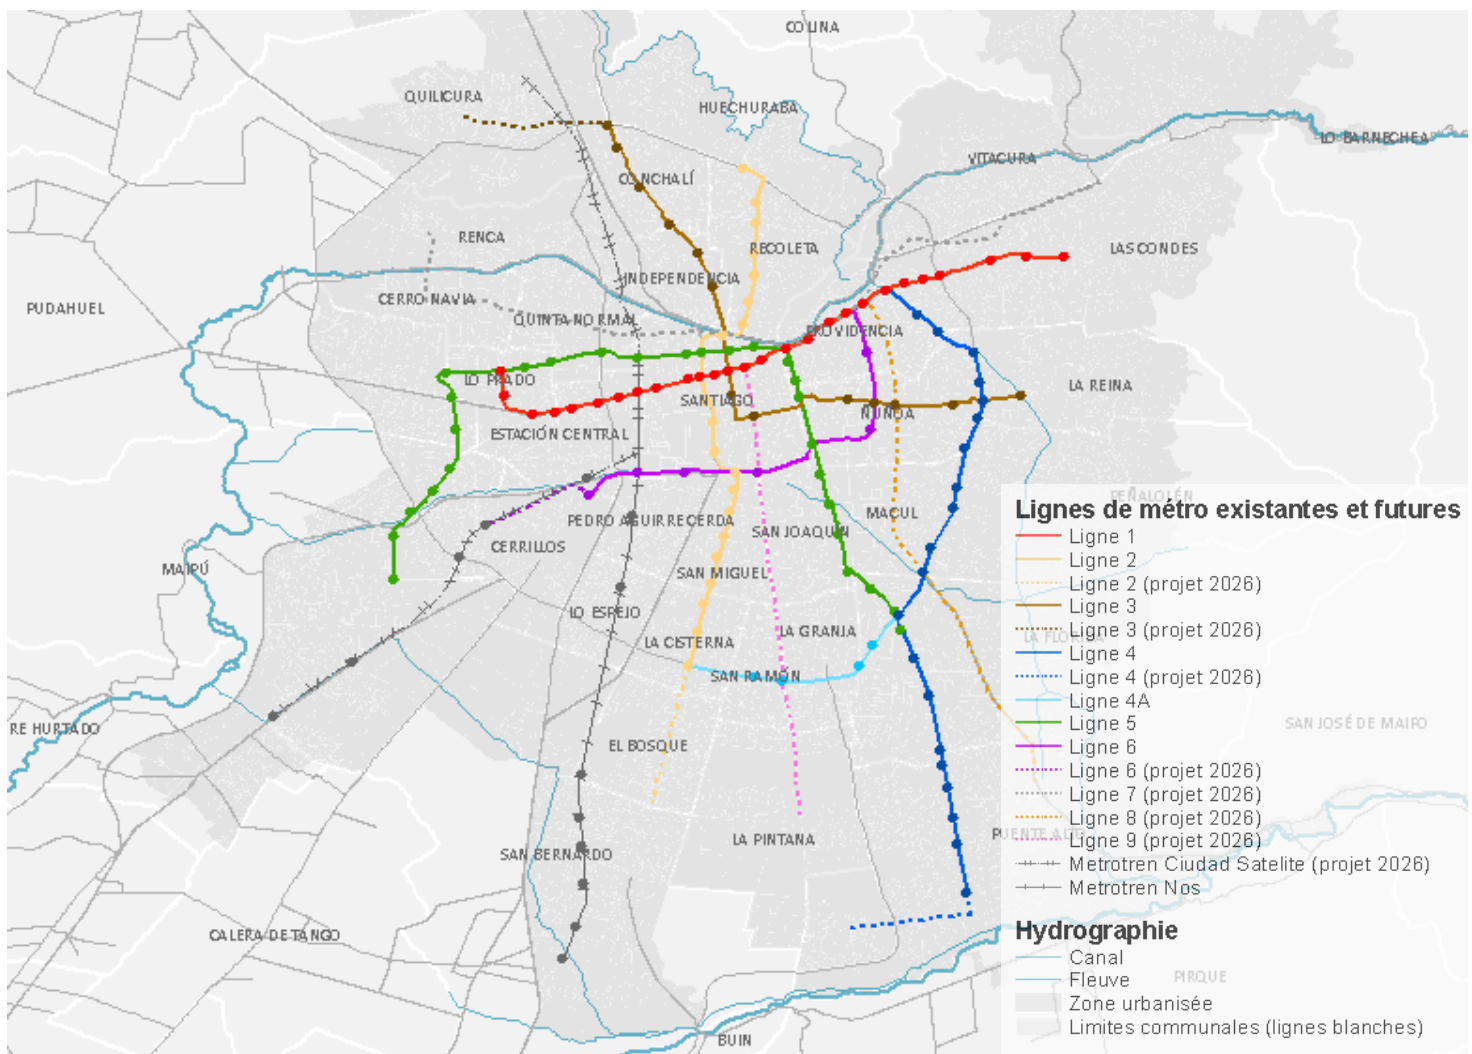 COLINA
QUILICURA
HUECHURABA
LO BARNECHEA
VITACURA
CONCHALÍ
RENCA
RECOLETA
LAS CONDES
INDEPENDENCIA
CERRO NAVIA
PUDAHUEL
QUINTA NORMAL
PROVIDENCIA
LO PRADO
LA REINA
SANTIAGO
ÑUÑOA
ESTACIÓN CENTRAL
PEÑALOLÉN
MACUL
PEDRO AGUIRRE CERDA
SAN JOAQUÍN
CERRILLOS
MAIPÚ
SAN MIGUEL
LO ESPEJO
LA GRANJA
LA CISTERNA
LA FLORIDA
SAN RAMÓN
RE HURTADO
SAN JOSÉ DE MAIPO
EL BOSQUE
PUENTE ALTO
LA PINTANA
SAN BERNARDO
CALERA DE TANGO
PIRQUE
BUIN
Lignes de métro existantes et futures
Ligne 1
Ligne 2
Ligne 2 (projet 2026)
Ligne 3
Ligne 3 (projet 2026)
Ligne 4
Ligne 4 (projet 2026)
Ligne 4A
Ligne 5
Ligne 6
Ligne 6 (projet 2026)
Ligne 7 (projet 2026)
Ligne 8 (projet 2026)
Ligne 9 (projet 2026)
Metrotren Ciudad Satelite (projet 2026)
Metrotren Nos
Hydrographie
Canal
Fleuve
Zone urbanisée
Limites communales (lignes blanches)